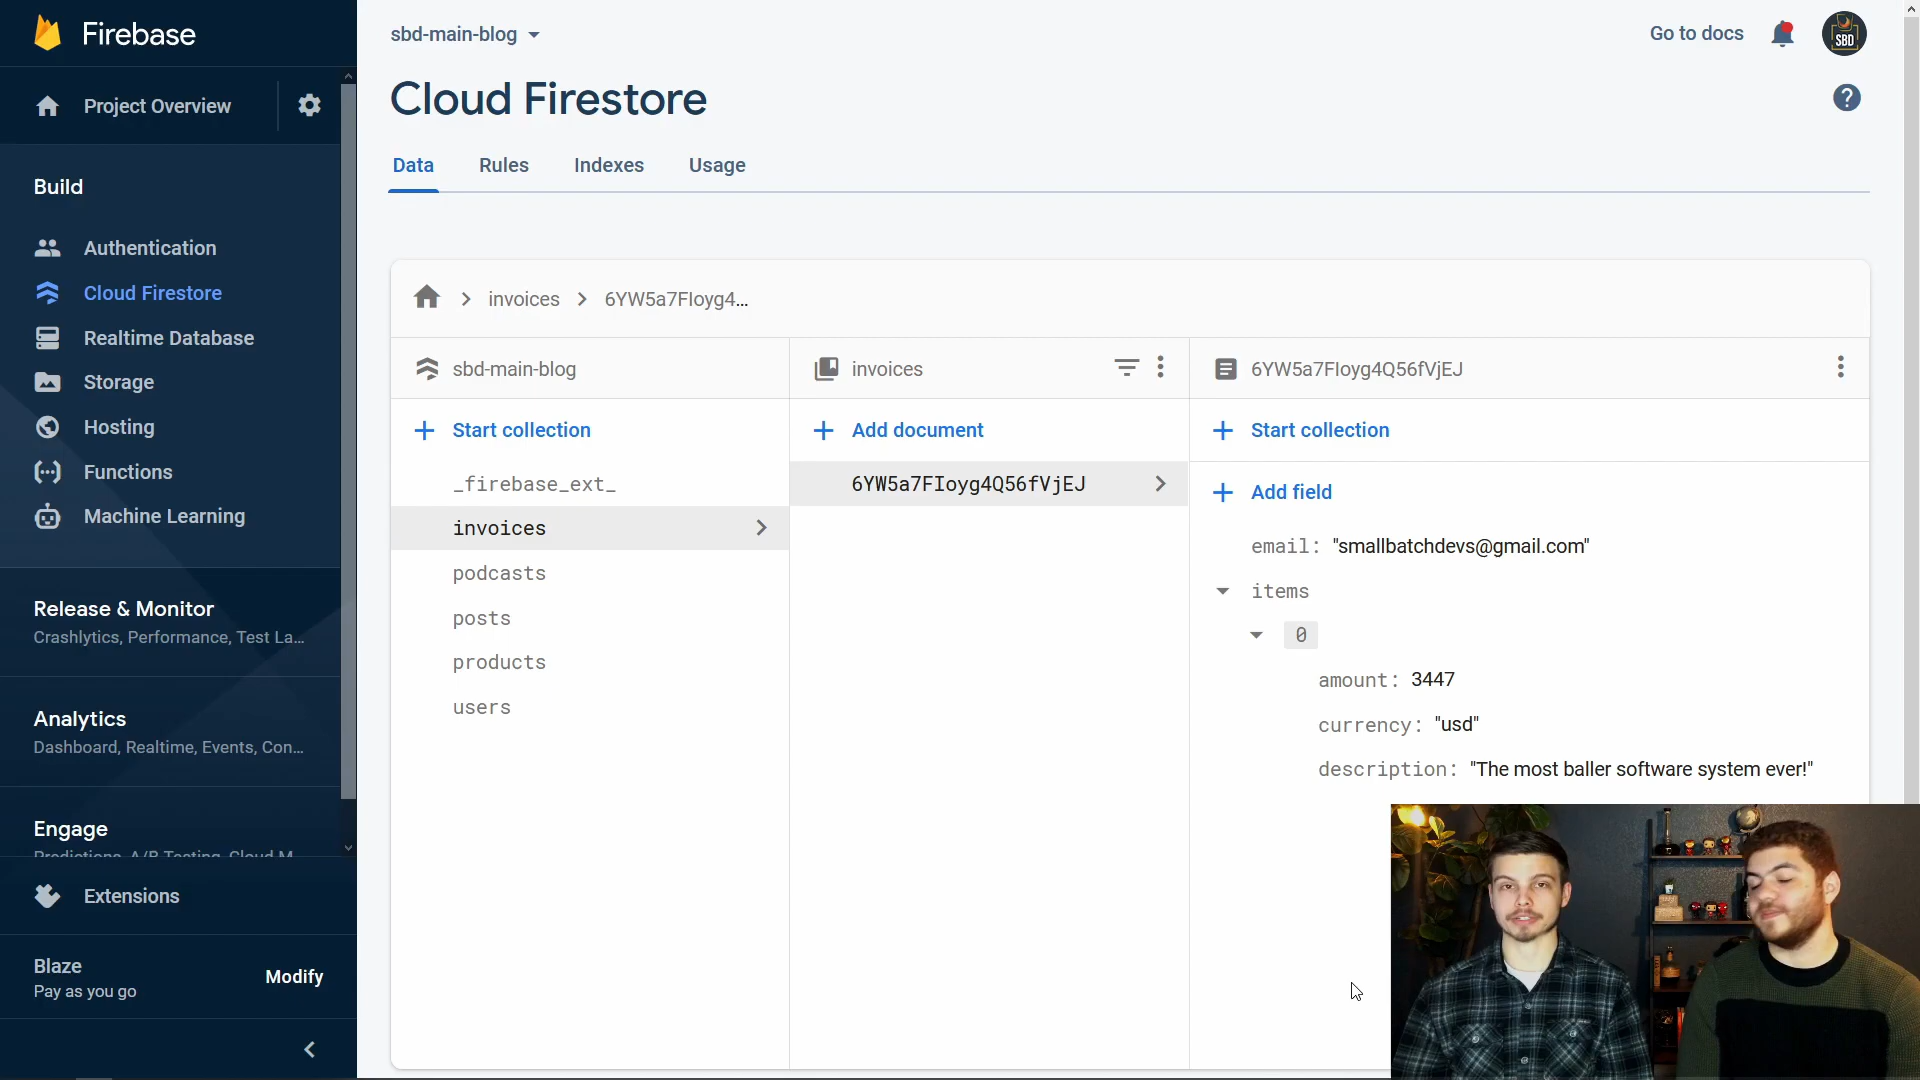 Firebase
Project Overview
Build
Authentication
Cloud Firestore
Realtime Database
Storage
Hosting
Functions
Machine Learning
Release & Monitor
Crashlytics, Performance, Test La...
Analytics
Dashboard, Realtime, Events, Con...
Engage
Predictions, A/B Testing, Cloud M
Extensions
Blaze
Pay as you go
Modify
sbd-main-blog
Go to docs
SBD
Cloud Firestore
Data Rules Indexes Usage
invoices 6YW5a7FIoyg4...
sbd-main-blog
Start collection
_firebase_ext_
invoices
podcasts
posts
products
users
invoices
Add document
6YW5a7FIoyg4Q56fVjEJ
6YW5a7FIoyg4Q56fVjEJ
Start collection
Add field
email: "smallbatchdevs@gmail.com"
items
0
amount: 3447
currency: "usd"
description: "The most baller software system ever!"